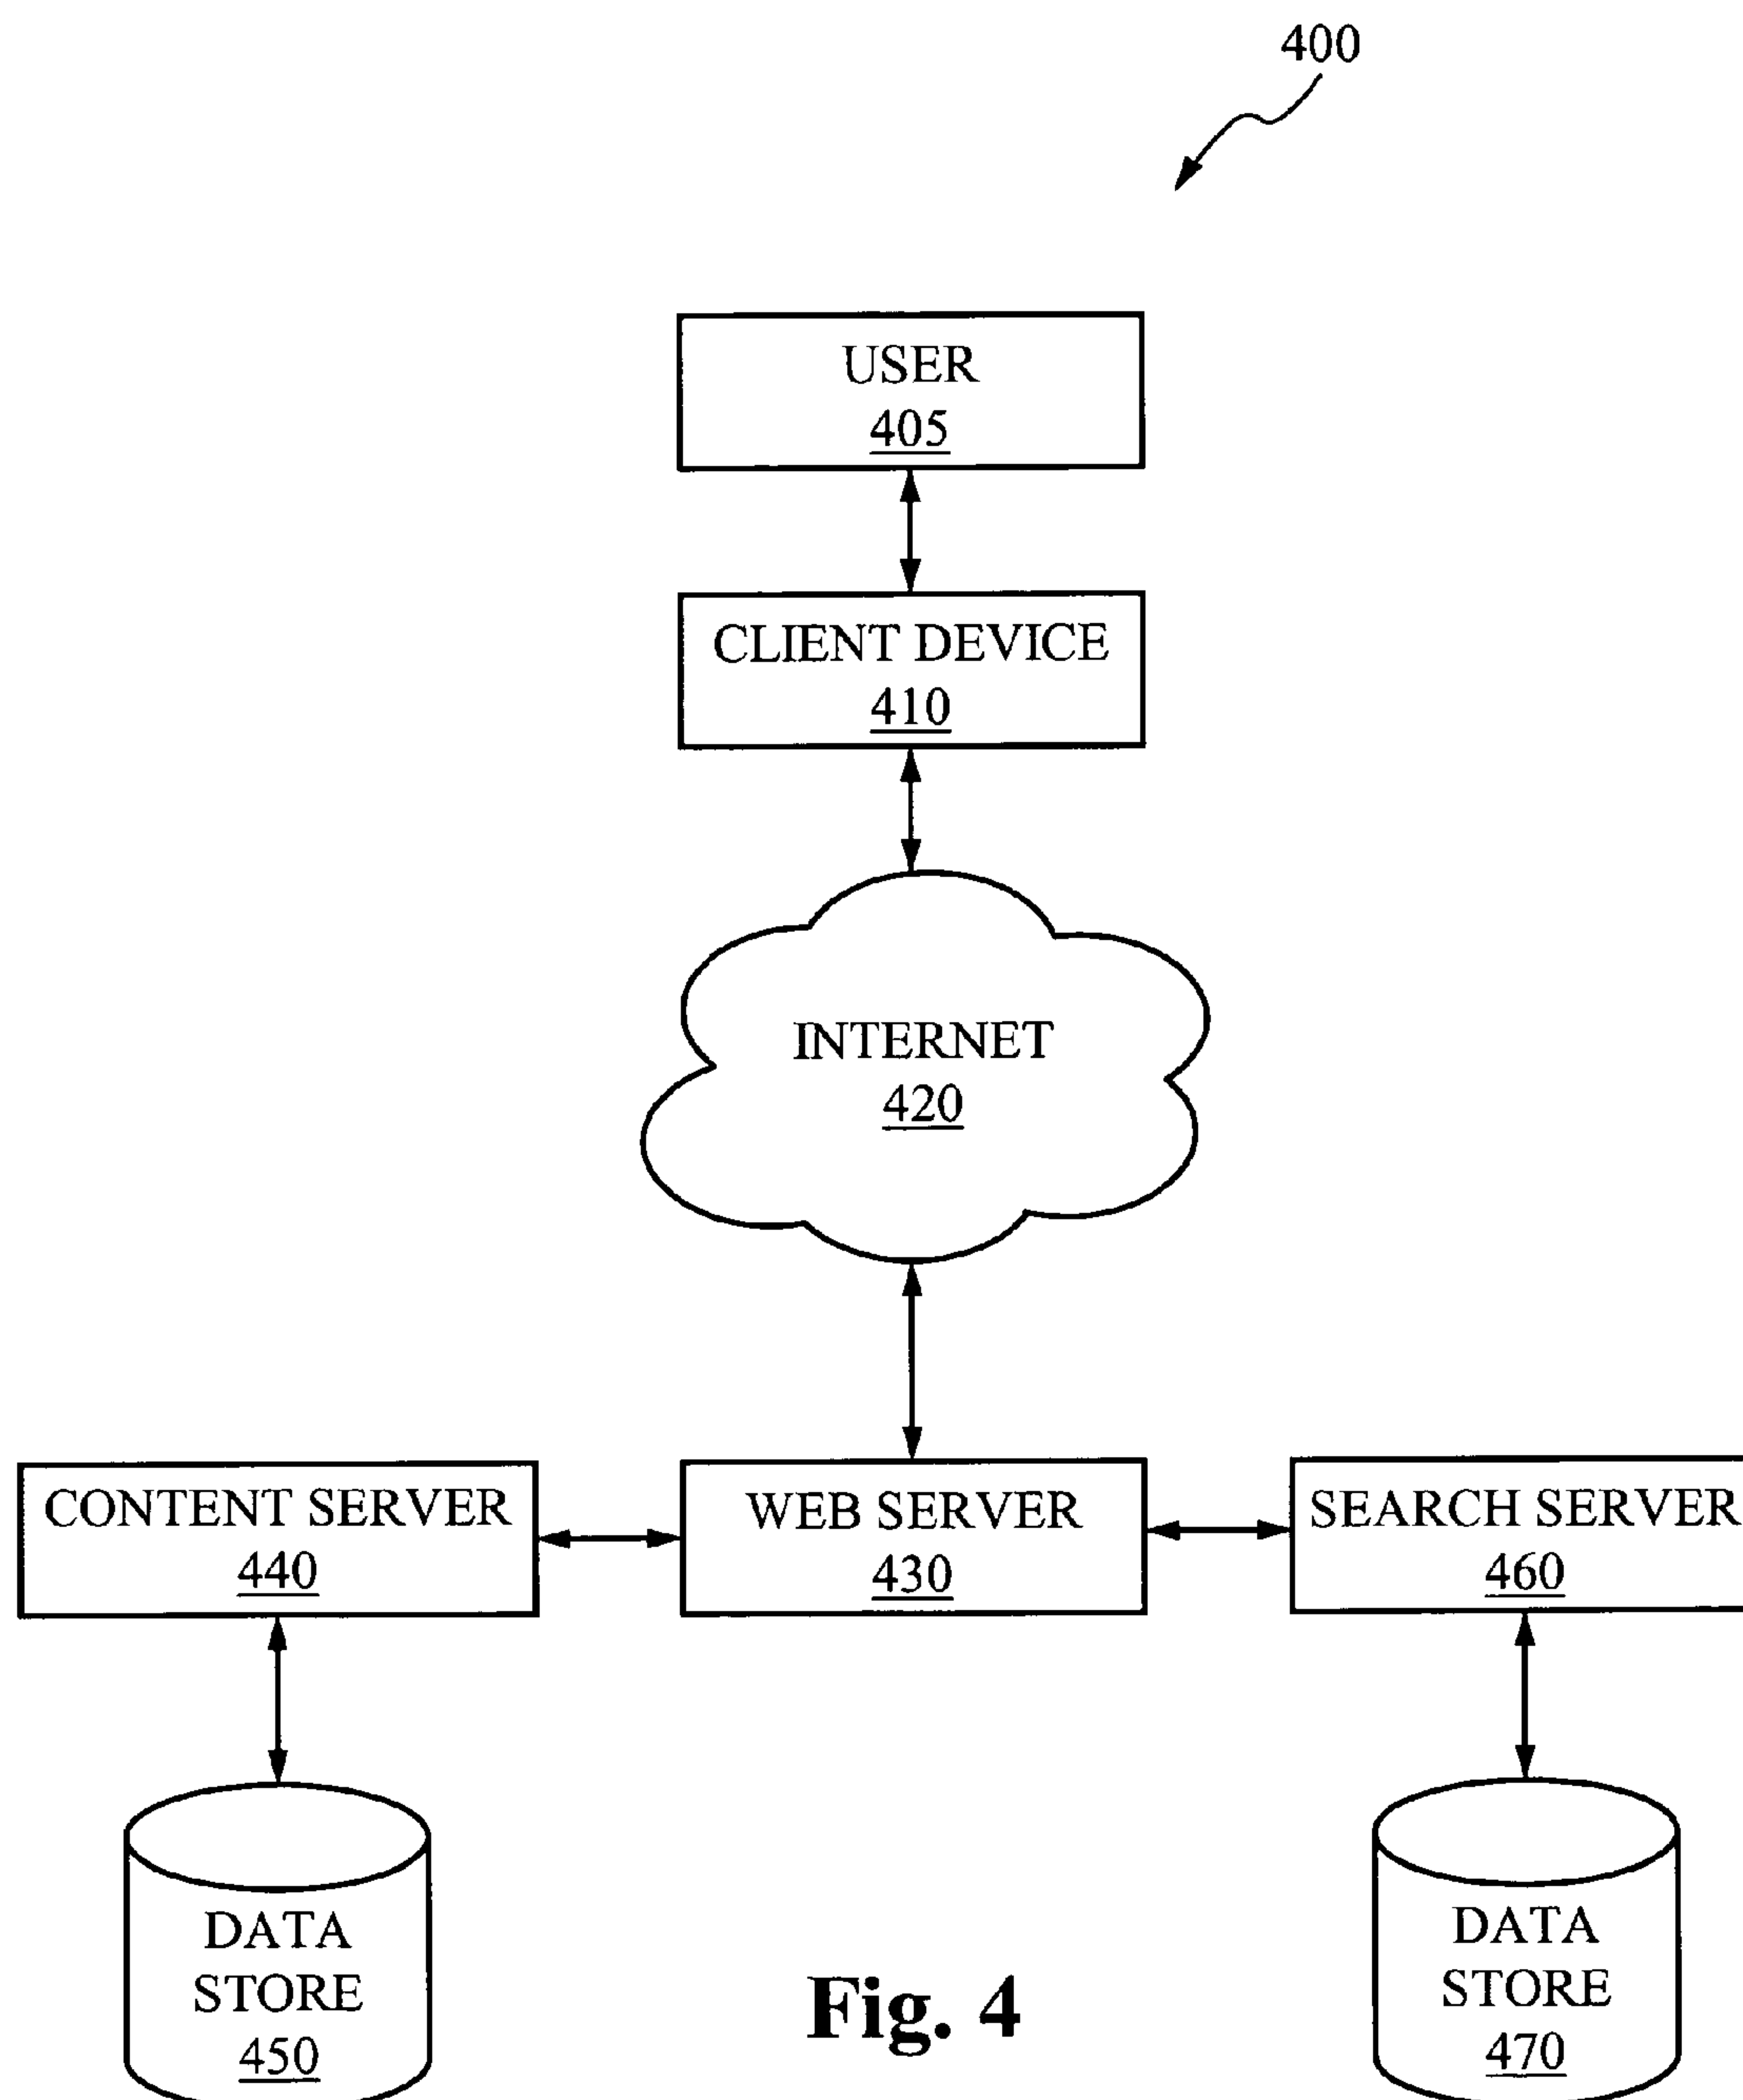 400
USER
405
CLIENT DEVICE
410
INTERNET
420
CONTENT SERVER
440
WEB SERVER
430
SEARCH SERVER
460
DATA
STORE
450
DATA
STORE
470
Fig. 4